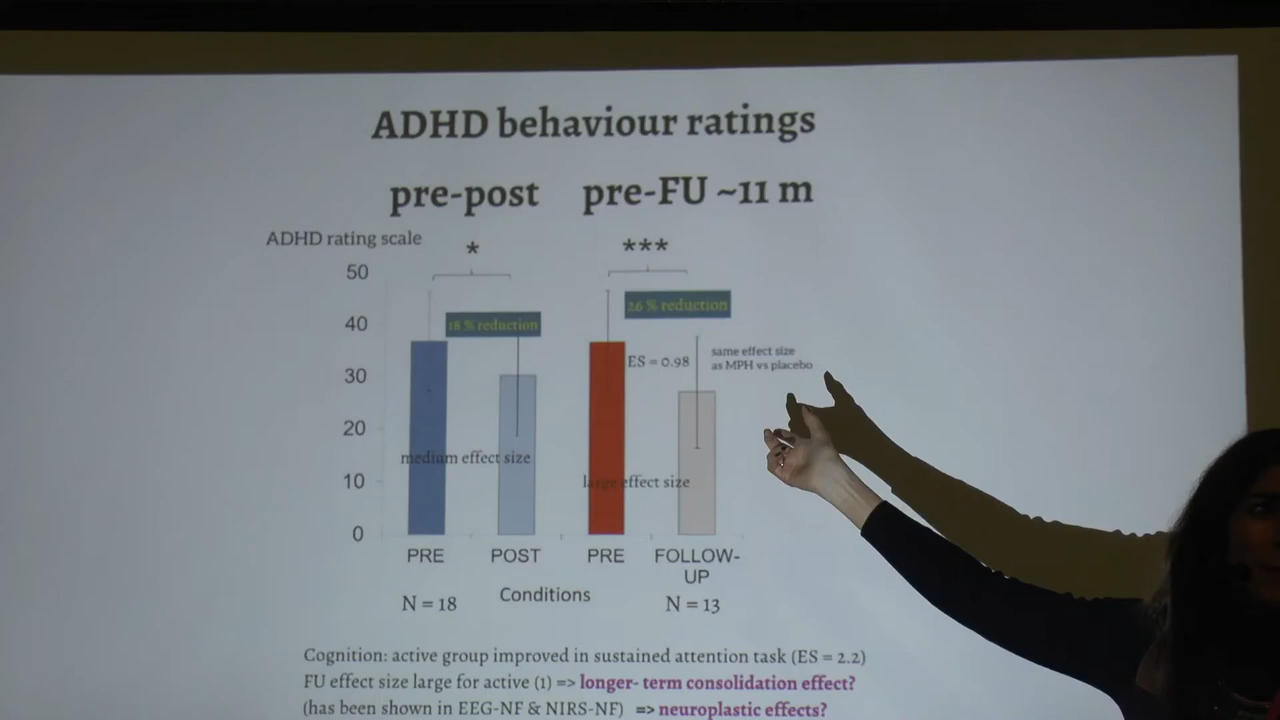 ADHD behaviour ratings
pre-post pre-FU ~11 m
ADHD rating scale
* ***
50
40
30
20
10
0
18 % reduction
26 % reduction
ES = 0.98
same effect size
as MPH vs placebo
medium effect size
large effect size
PRE POST PRE FOLLOW-
UP
N = 18 Conditions N = 13
Cognition: active group improved in sustained attention task (ES = 2.2)
FU effect size large for active (1) => longer- term consolidation effect?
(has been shown in EEG-NF & NIRS-NF) => neuroplastic effects?